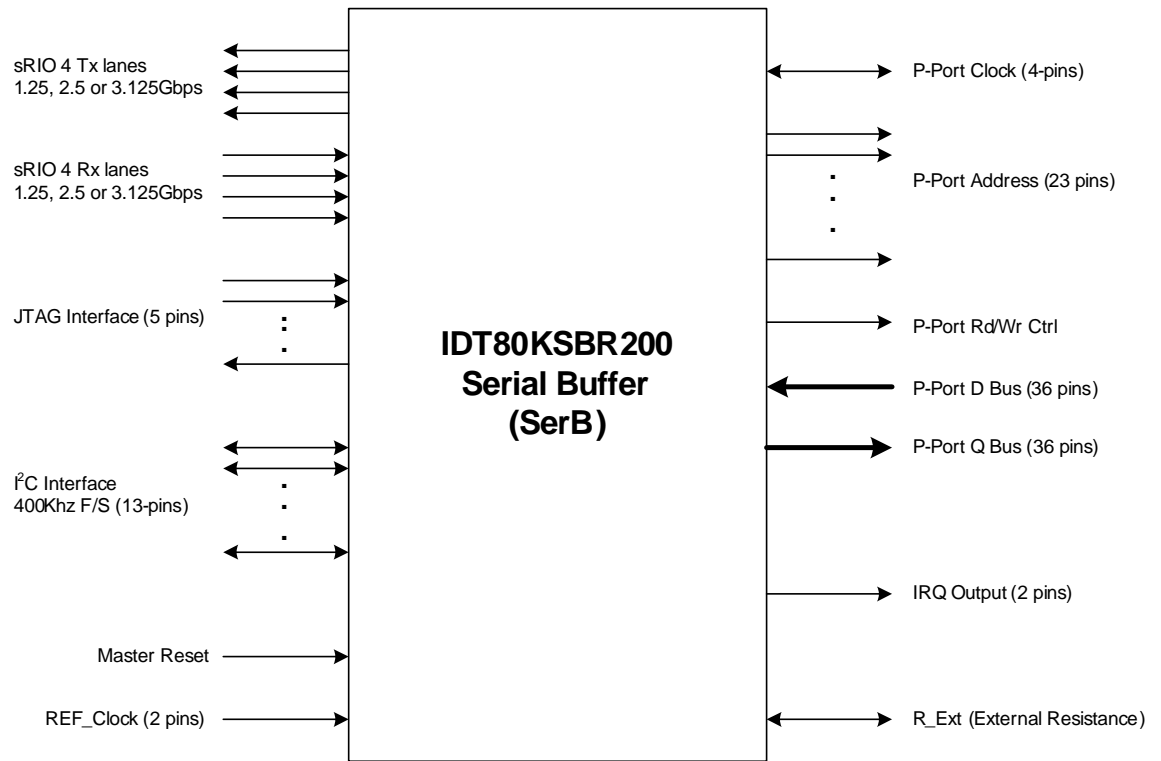 sRIO 4 Tx lanes
1.25, 2.5 or 3.125Gbps
sRIO 4 Rx lanes
1.25, 2.5 or 3.125Gbps
JTAG Interface (5 pins)
I²C Interface
400Khz F/S (13-pins)
Master Reset
REF_Clock (2 pins)
IDT80KSBR200
Serial Buffer
(SerB)
P-Port Clock (4-pins)
P-Port Address (23 pins)
P-Port Rd/Wr Ctrl
P-Port D Bus (36 pins)
P-Port Q Bus (36 pins)
IRQ Output (2 pins)
R_Ext (External Resistance)